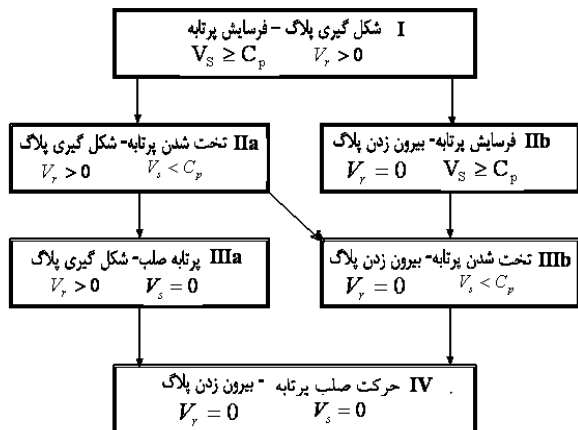 I شکل گیری پلاگ – فرسایش پرتابه
V_S ≥ C_p V_r > 0
IIa تخت شدن پرتابه- شکل گیری پلاگ
V_r > 0 V_s < C_p
IIb فرسایش پرتابه- بیرون زدن پلاگ
V_r = 0 V_S ≥ C_p
IIIa پرتابه صلب- شکل گیری پلاگ
V_r > 0 V_s = 0
IIIb تخت شدن پرتابه- بیرون زدن پلاگ
V_r = 0 V_s < C_p
IV حرکت صلب پرتابه - بیرون زدن پلاگ
V_r = 0 V_s = 0